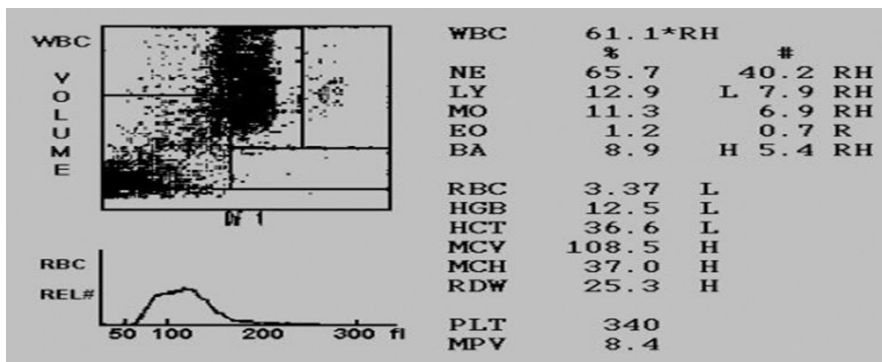 WBC
VOLUME
DF 1
RBC
REL#
50 100 200 300 fl
WBC 61.1*RH
% #
NE 65.7 40.2 RH
LY 12.9 L 7.9 RH
MO 11.3 6.9 RH
EO 1.2 0.7 R
BA 8.9 H 5.4 RH
RBC 3.37 L
HGB 12.5 L
HCT 36.6 L
MCV 108.5 H
MCH 37.0 H
RDW 25.3 H
PLT 340
MPV 8.4